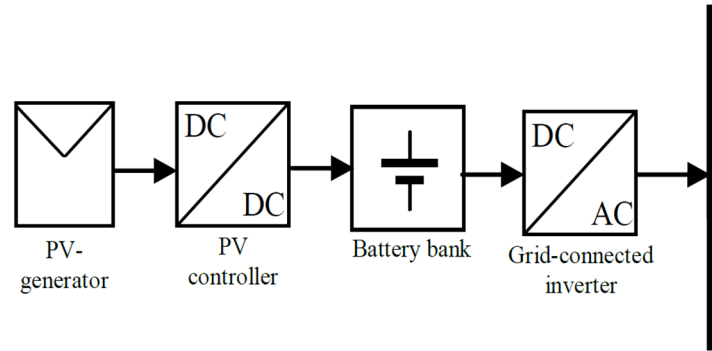 DC
DC
DC
AC
PV-
generator
PV
controller
Battery bank
Grid-connected
inverter